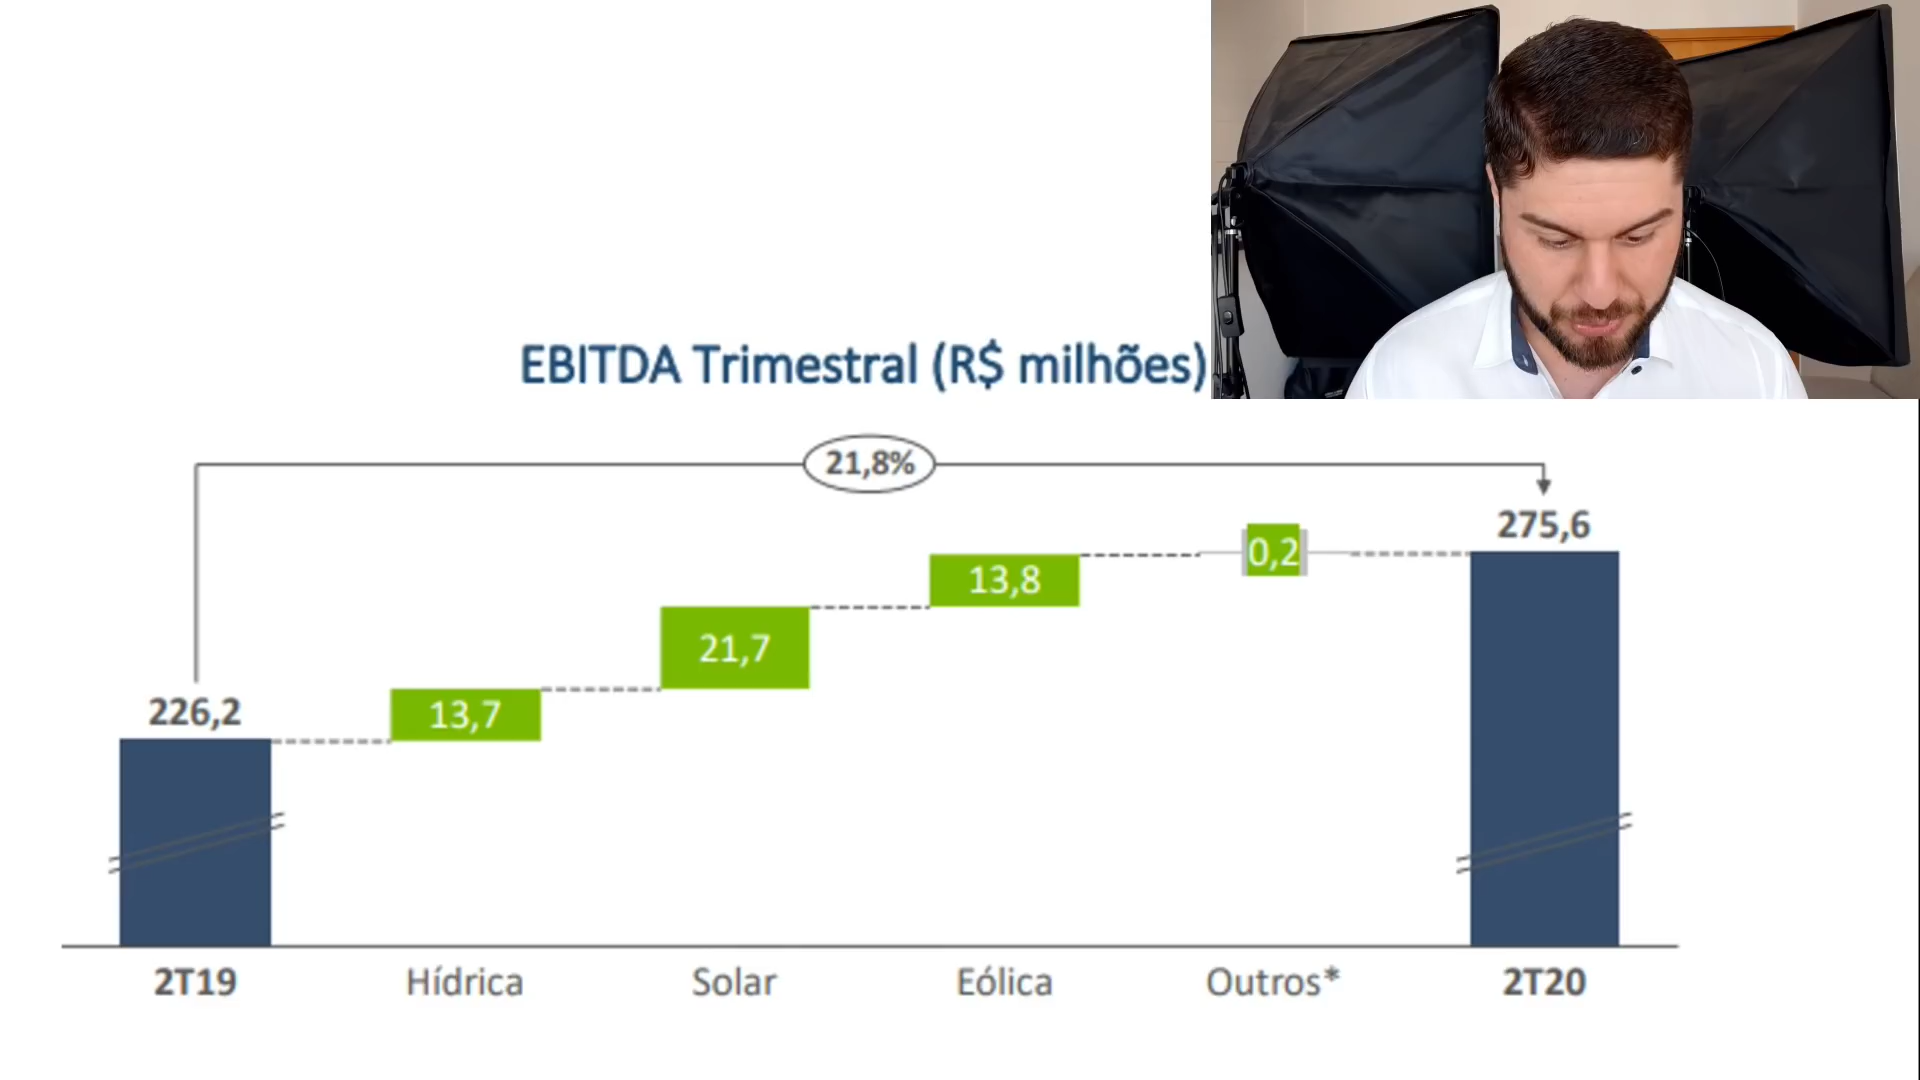 EBITDA Trimestral (R$ milhões)
21,8%
275,6
0,2
13,8
21,7
226,2
13,7
2T19
Hídrica
Solar
Eólica
Outros*
2T20